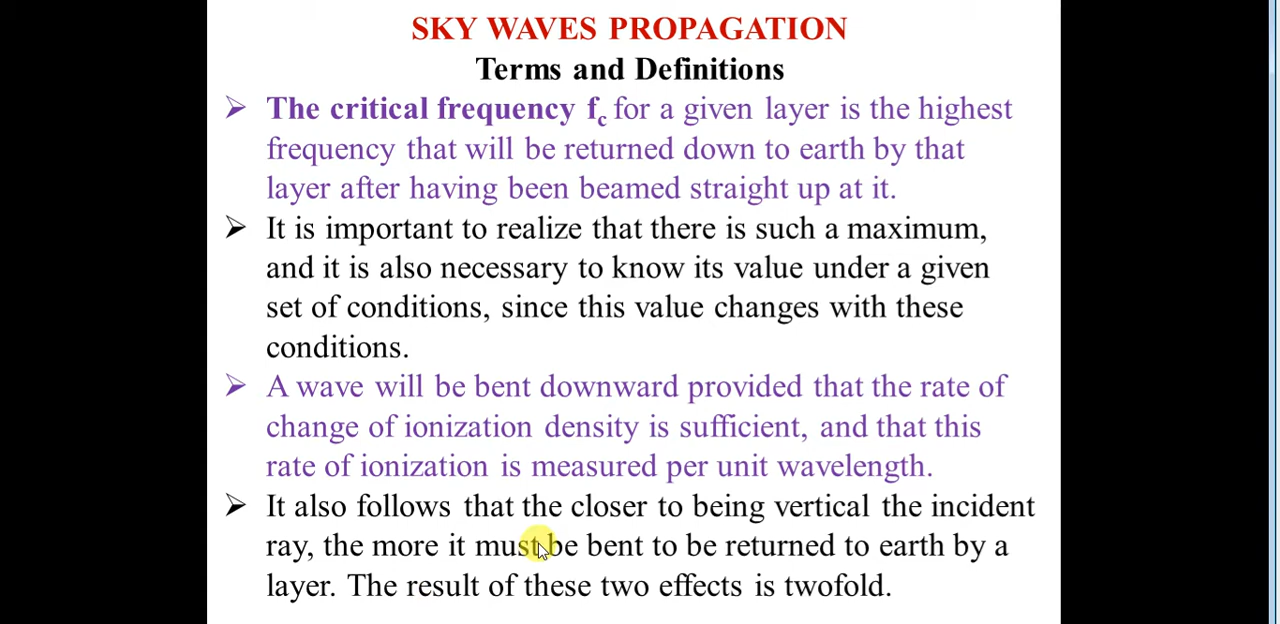 SKY WAVES PROPAGATION
Terms and Definitions
➢ The critical frequency fc for a given layer is the highest
frequency that will be returned down to earth by that
layer after having been beamed straight up at it.
➢ It is important to realize that there is such a maximum,
and it is also necessary to know its value under a given
set of conditions, since this value changes with these
conditions.
➢ A wave will be bent downward provided that the rate of
change of ionization density is sufficient, and that this
rate of ionization is measured per unit wavelength.
➢ It also follows that the closer to being vertical the incident
ray, the more it must be bent to be returned to earth by a
layer. The result of these two effects is twofold.